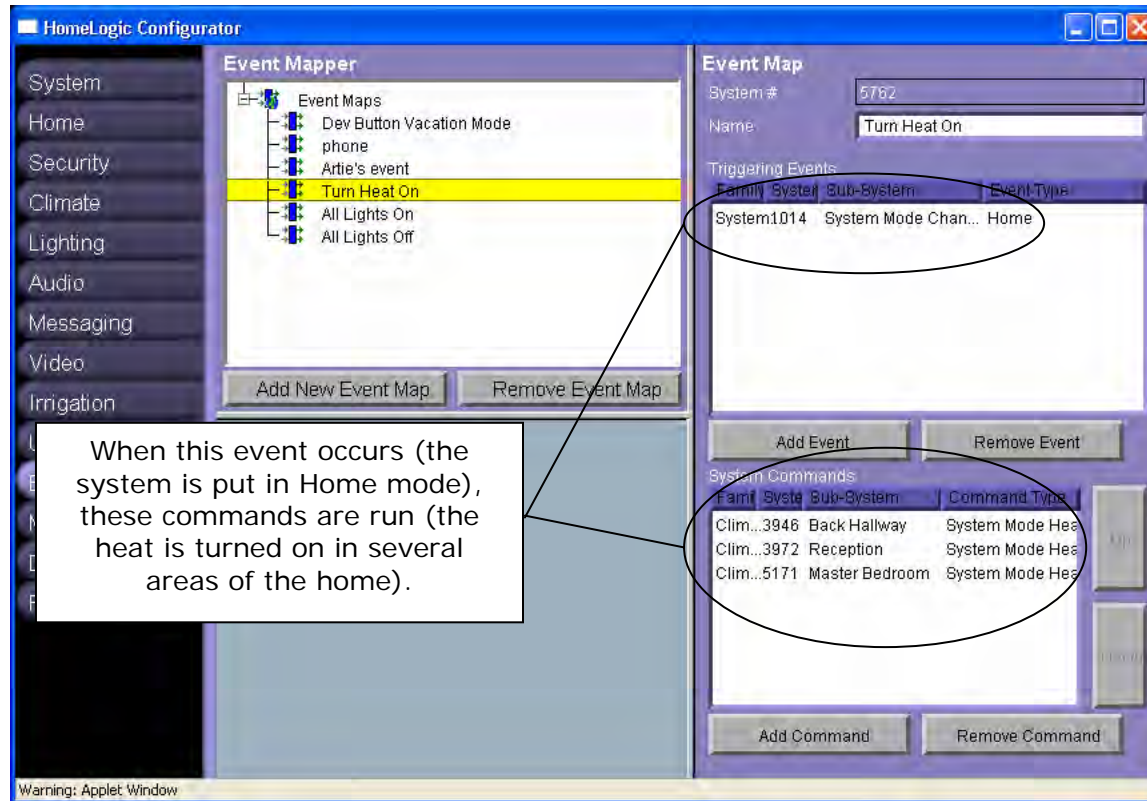 HomeLogic Configurator
System
Home
Security
Climate
Lighting
Audio
Messaging
Video
Irrigation
Event Mapper
Event Maps
Dev Button Vacation Mode
phone
Artie's event
Turn Heat On
All Lights On
All Lights Off
Add New Event Map
Remove Event Map
When this event occurs (the
system is put in Home mode),
these commands are run (the
heat is turned on in several
areas of the home).
Event Map
System # 5762
Name Turn Heat On
Triggering Events
Family System Sub-System Event Type
System 1014 System Mode Chan... Home
Add Event
Remove Event
System Commands
Fami Syste Sub-System Command Type
Clim...3946 Back Hallway System Mode Hea
Clim...3972 Reception System Mode Hea
Clim...5171 Master Bedroom System Mode Hea
Up
Add Command
Remove Command
Warning: Applet Window